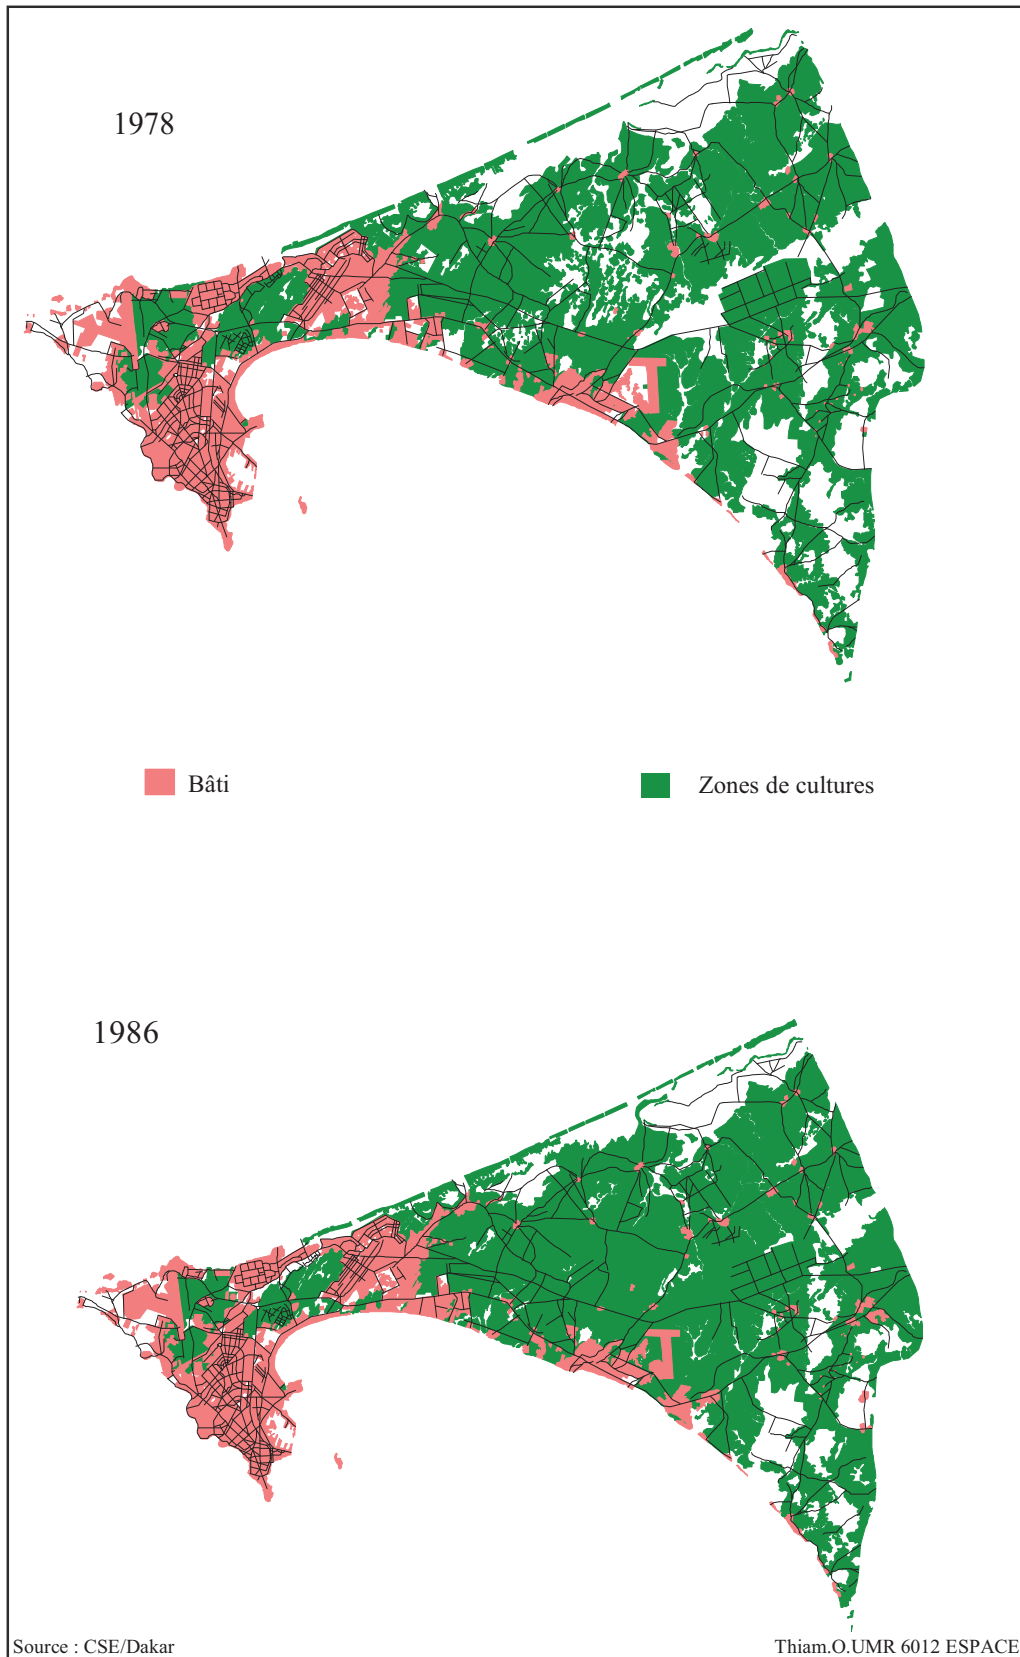 1978
Bâti
Zones de cultures
1986
Source : CSE/Dakar
Thiam.O.UMR 6012 ESPACE